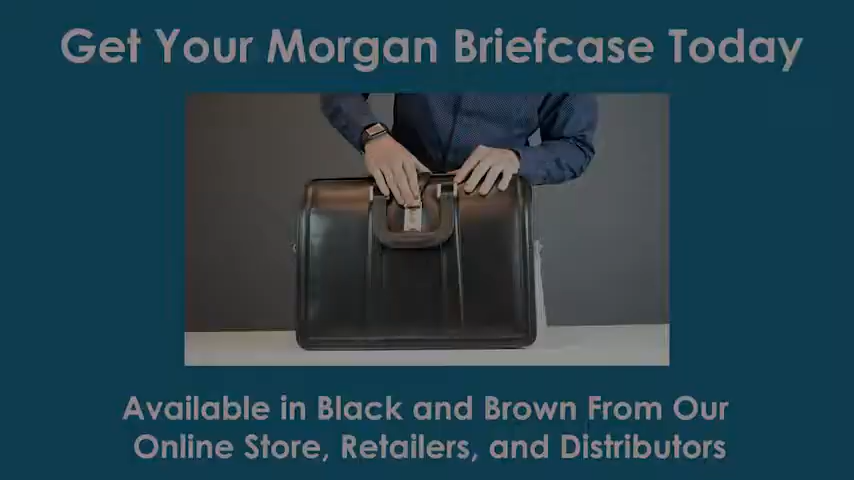 Get Your Morgan Briefcase Today
Available in Black and Brown From Our
Online Store, Retailers, and Distributors